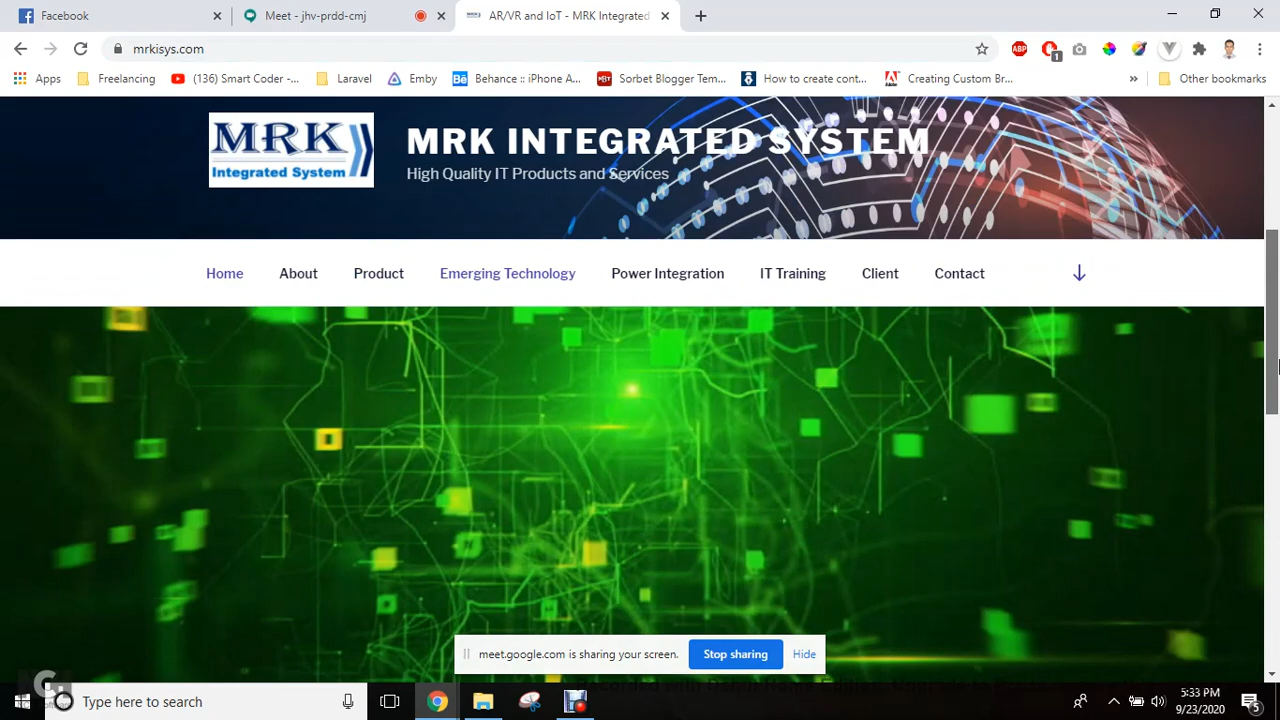 Facebook
Meet - jhv-prdd-cmj
AR/VR and IoT - MRK Integrated
mrkisys.com
ABP
1
Apps
Freelancing
(136) Smart Coder -...
Laravel
Emby
Behance :: iPhone A...
Sorbet Blogger Tem...
How to create cont...
Creating Custom Br...
»
Other bookmarks
MRK
Integrated System
MRK INTEGRATED SYSTEM
High Quality IT Products and Services
Home
About
Product
Emerging Technology
Power Integration
IT Training
Client
Contact
meet.google.com is sharing your screen.
Stop sharing
Hide
Type here to search
5:33 PM
9/23/2020
5